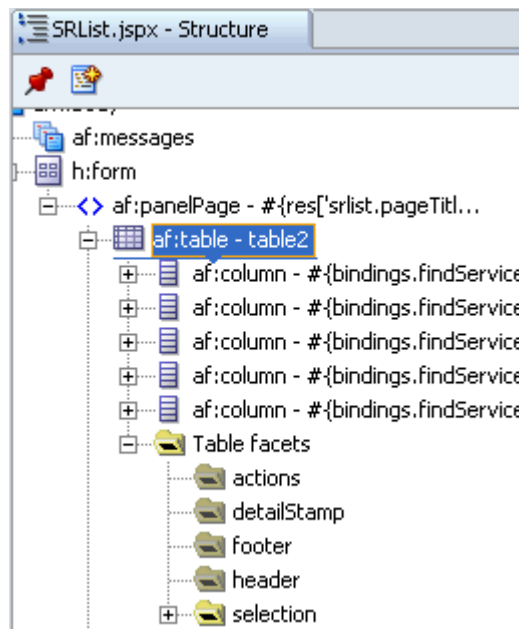 SRList.jspx - Structure
af:messages
h:form
af:panelPage - #{res['srlist.pageTitl...
af:table - table2
af:column - #{bindings.findService
af:column - #{bindings.findService
af:column - #{bindings.findService
af:column - #{bindings.findService
af:column - #{bindings.findService
Table facets
actions
detailStamp
footer
header
selection